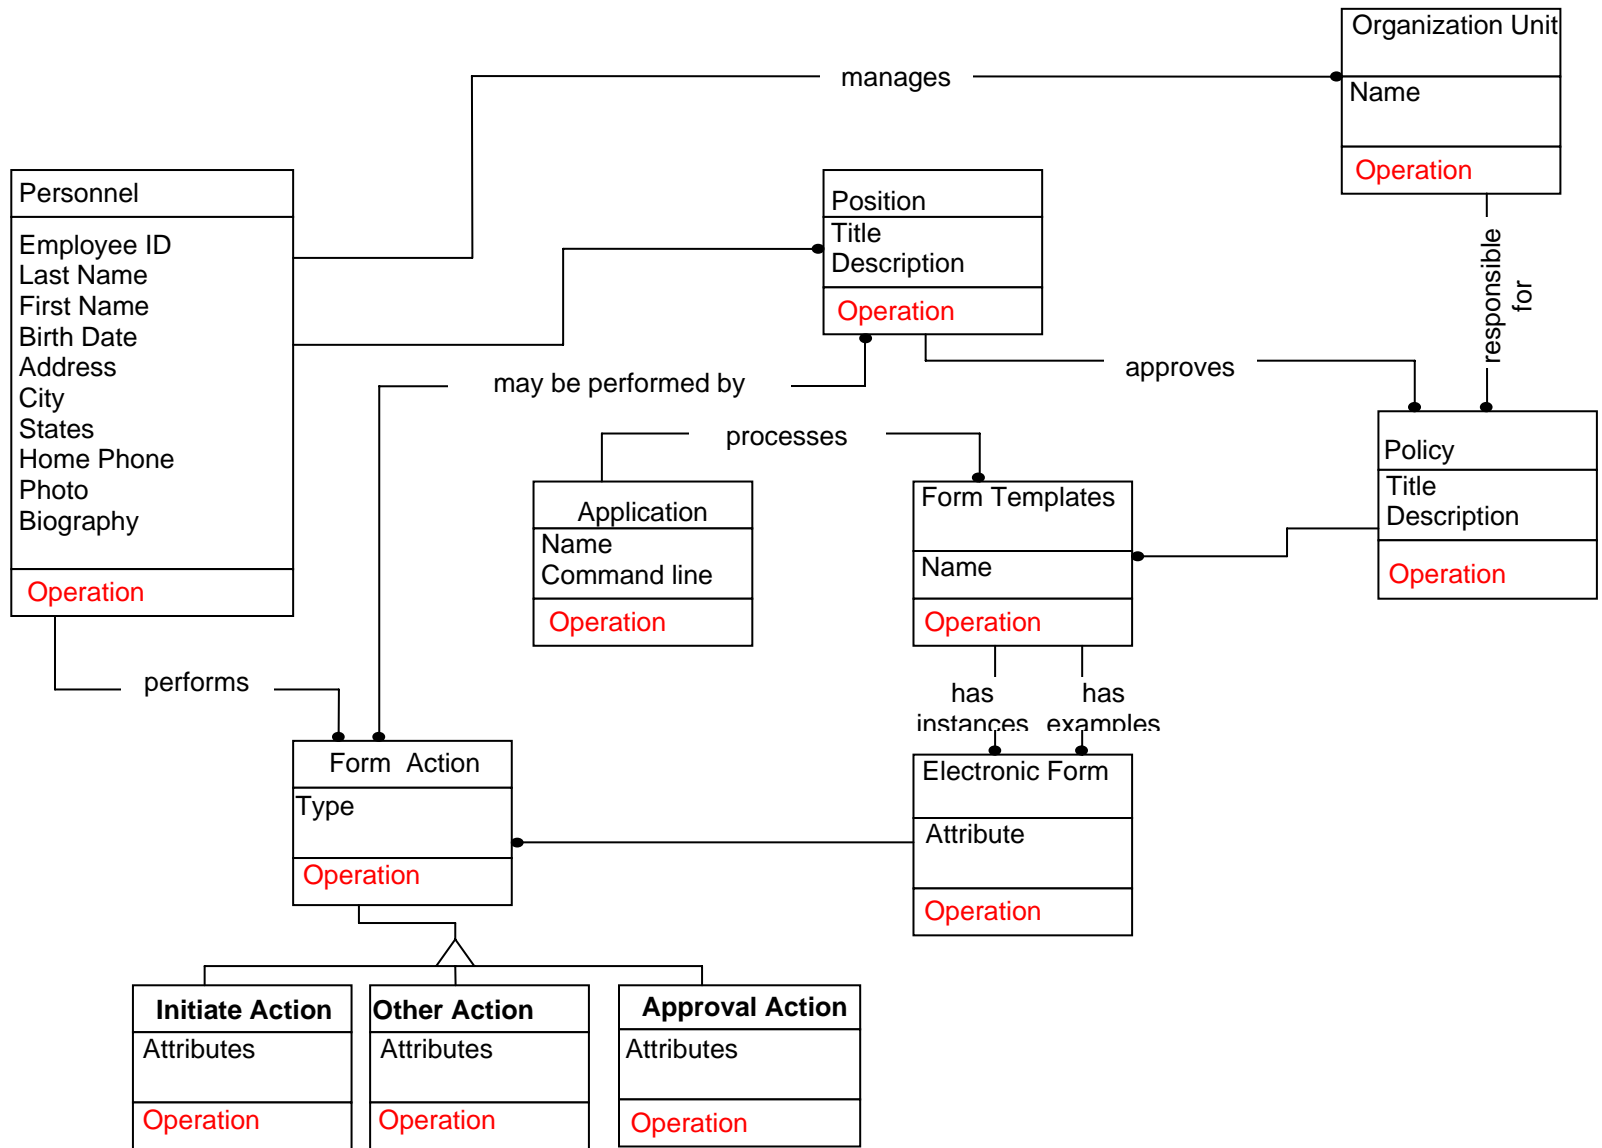 Organization Unit
Name
Operation
manages
Personnel
Employee ID
Last Name
First Name
Birth Date
Address
City
States
Home Phone
Photo
Biography
Operation
Position
Title
Description
Operation
responsible
for
may be performed by
approves
processes
Application
Name
Command line
Operation
Form Templates
Name
Operation
Policy
Title
Description
Operation
performs
has
instances
has
examples
Form  Action
Type
Operation
Electronic Form
Attribute
Operation
Initiate Action
Attributes
Operation
Other Action
Attributes
Operation
Approval Action
Attributes
Operation